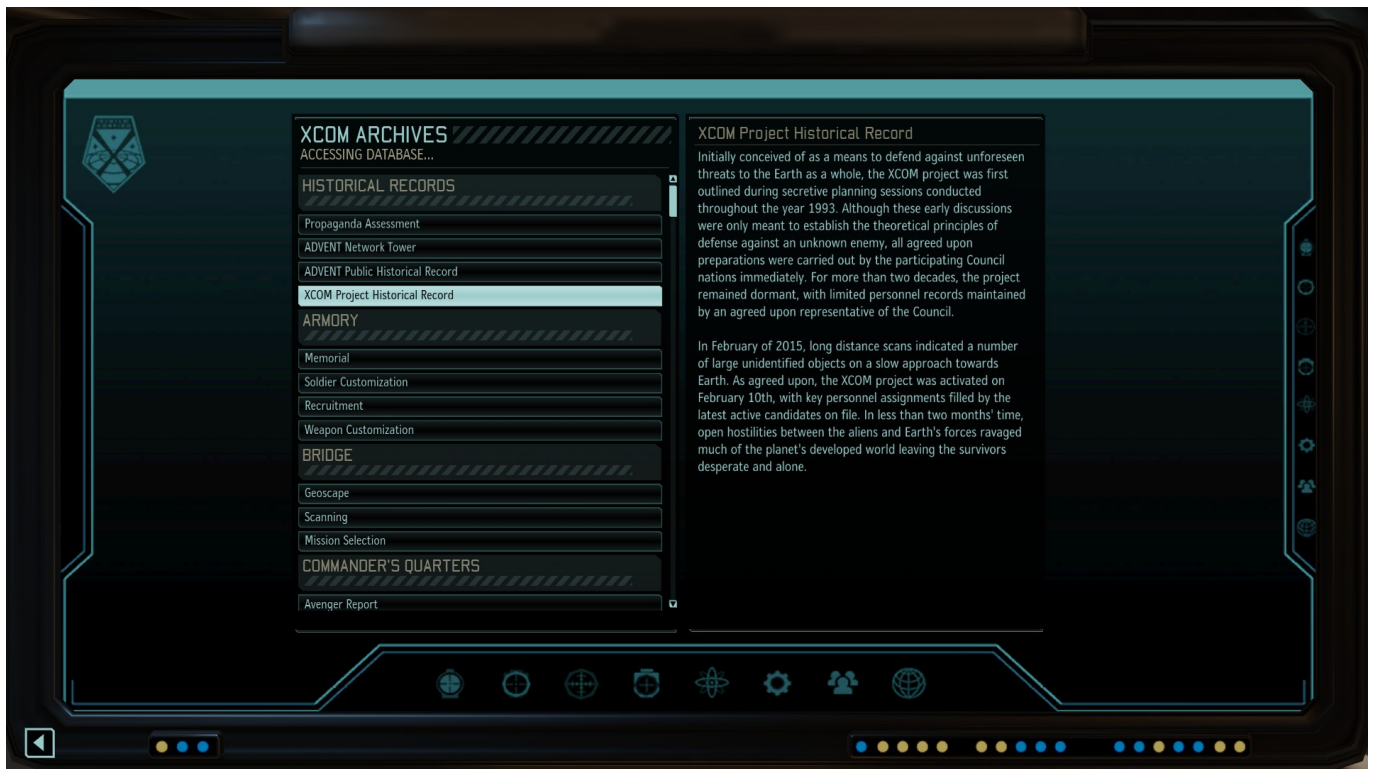 XCOM ARCHIVES
ACCESSING DATABASE...
HISTORICAL RECORDS
Propaganda Assessment
ADVENT Network Tower
ADVENT Public Historical Record
XCOM Project Historical Record
ARMORY
Memorial
Soldier Customization
Recruitment
Weapon Customization
BRIDGE
Geoscape
Scanning
Mission Selection
COMMANDER'S QUARTERS
Avenger Report
XCOM Project Historical Record
Initially conceived of as a means to defend against unforeseen
threats to the Earth as a whole, the XCOM project was first
outlined during secretive planning sessions conducted
throughout the year 1993. Although these early discussions
were only meant to establish the theoretical principles of
defense against an unknown enemy, all agreed upon
preparations were carried out by the participating Council
nations immediately. For more than two decades, the project
remained dormant, with limited personnel records maintained
by an agreed upon representative of the Council.
In February of 2015, long distance scans indicated a number
of large unidentified objects on a slow approach towards
Earth. As agreed upon, the XCOM project was activated on
February 10th, with key personnel assignments filled by the
latest active candidates on file. In less than two months' time,
open hostilities between the aliens and Earth's forces ravaged
much of the planet's developed world leaving the survivors
desperate and alone.